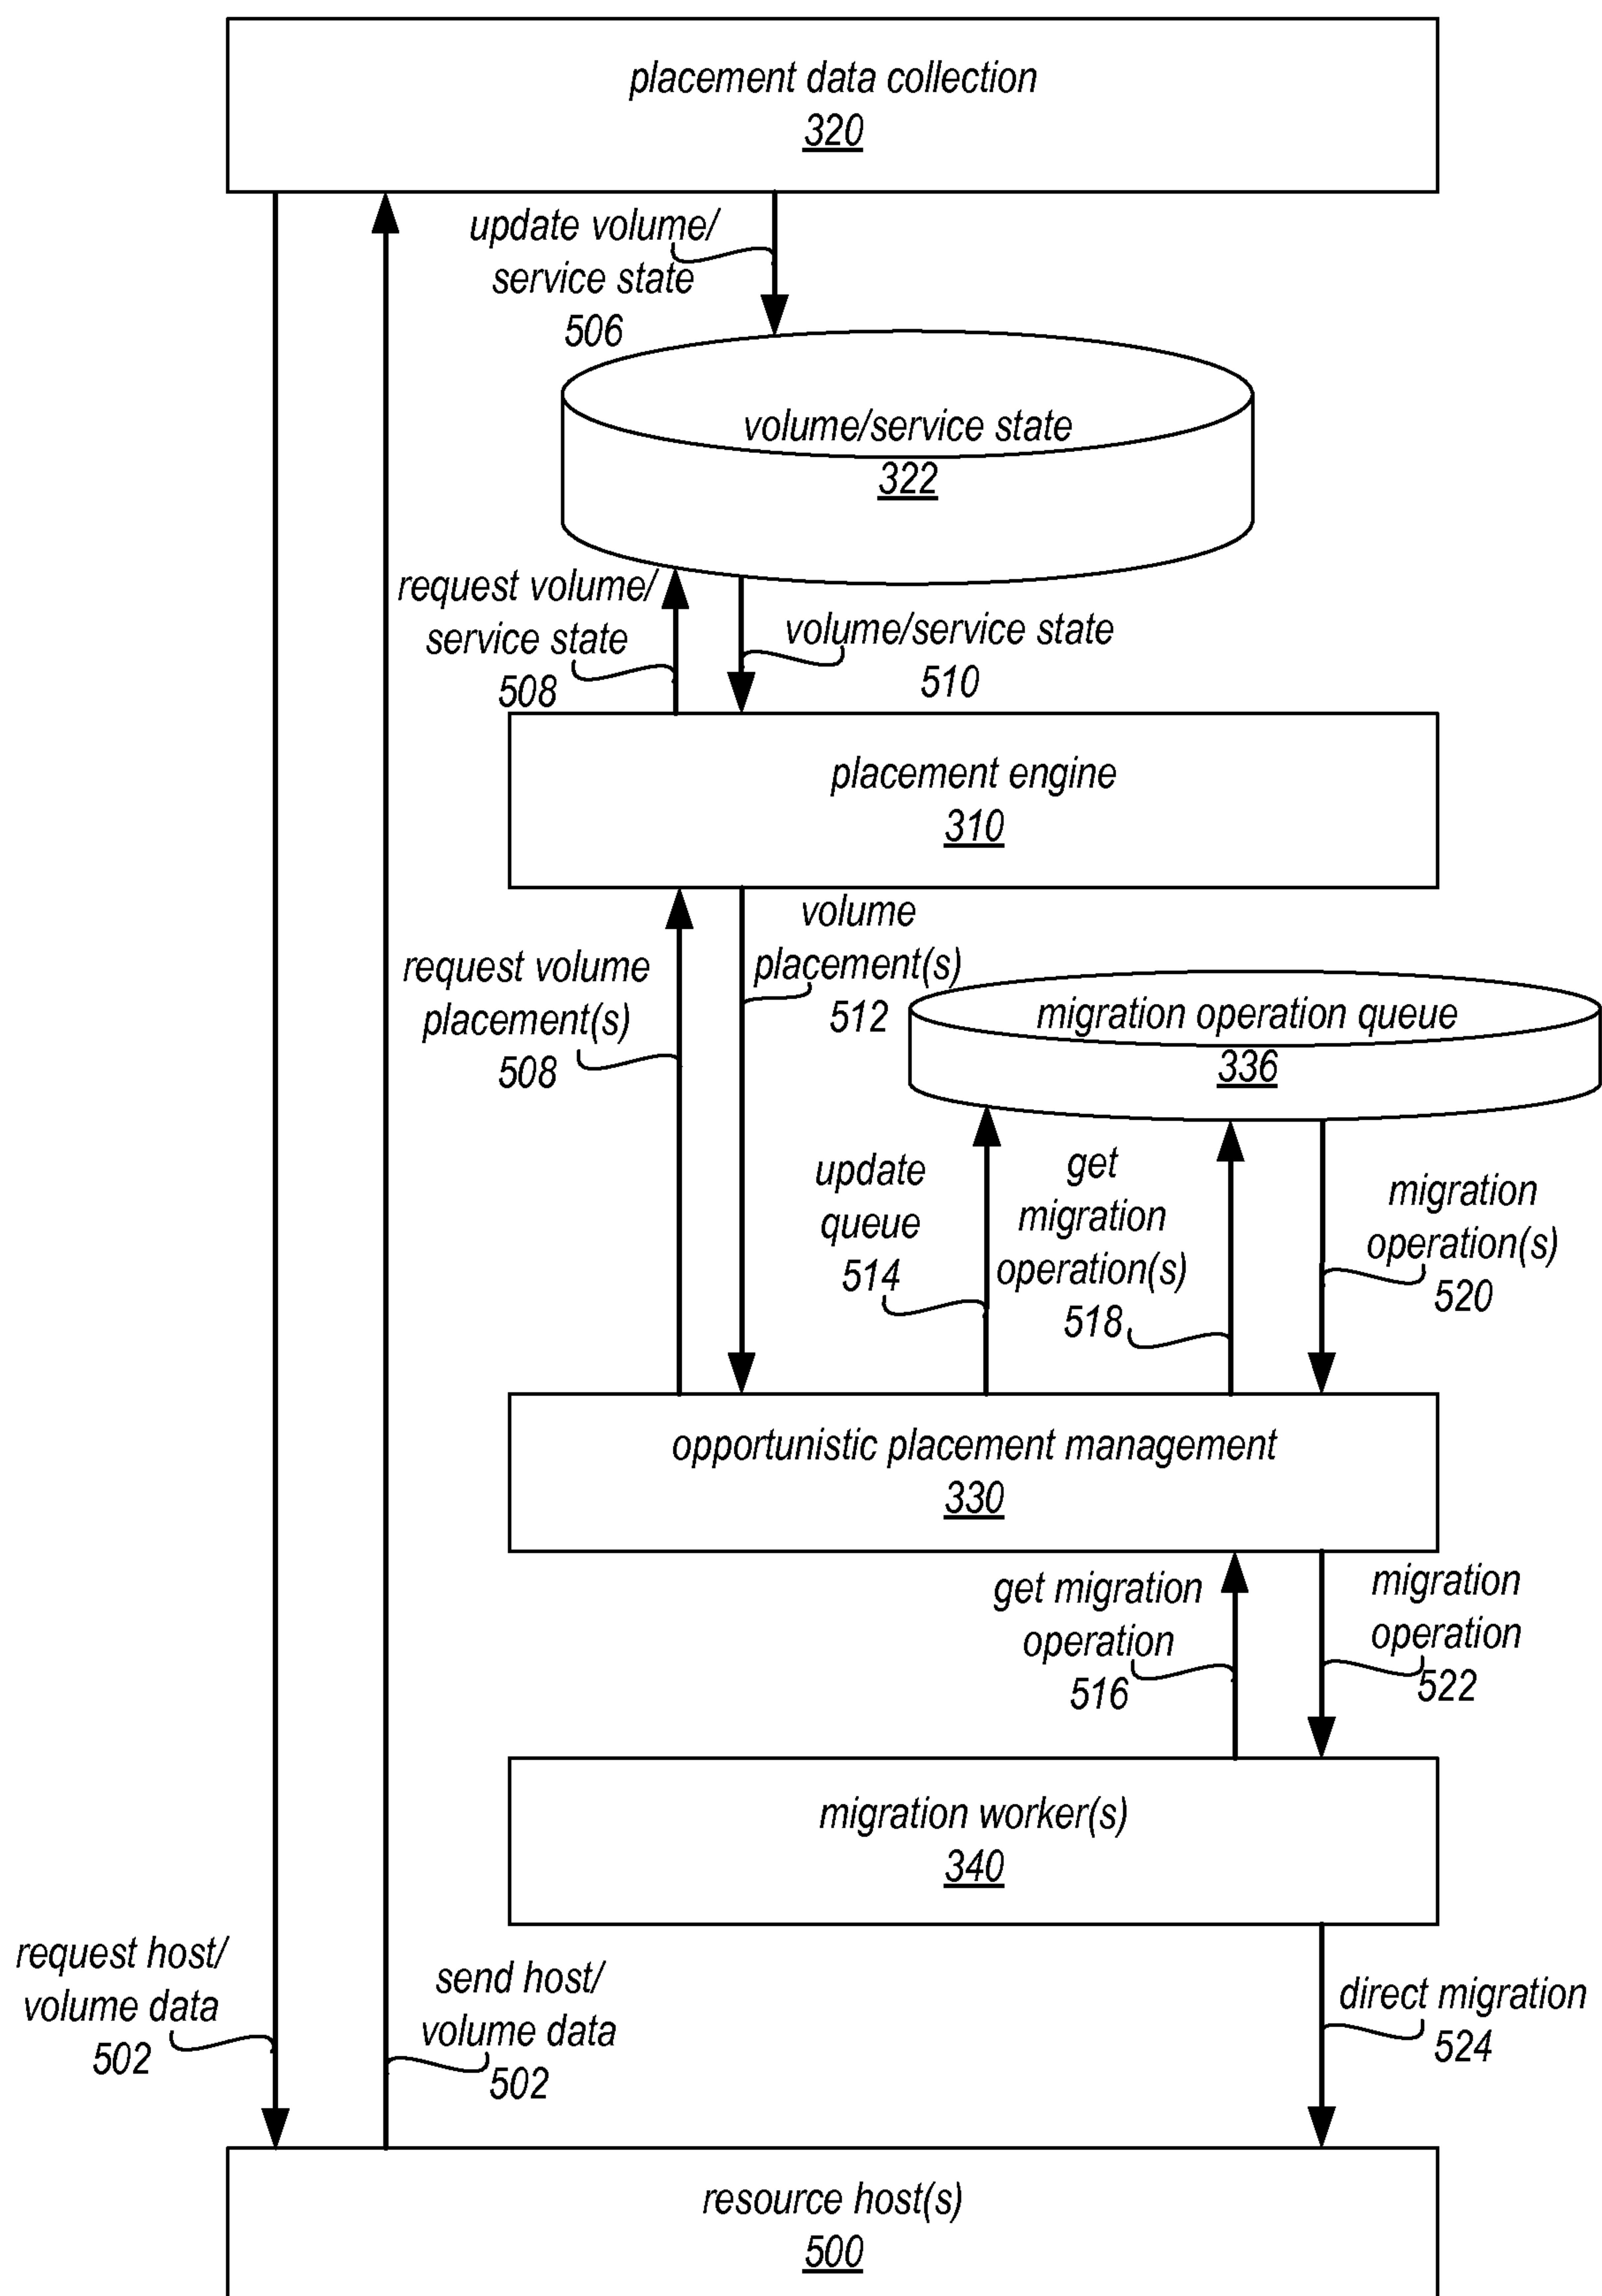 placement data collection
320
update volume/
service state
506
volume/service state
322
request volume/
service state
508
volume/service state
510
placement engine
310
volume
placement(s)
512
request volume
placement(s)
508
migration operation queue
336
update
queue
514
get
migration
operation(s)
518
migration
operation(s)
520
opportunistic placement management
330
get migration
operation
516
migration
operation
522
migration worker(s)
340
request host/
volume data
502
send host/
volume data
502
direct migration
524
resource host(s)
500